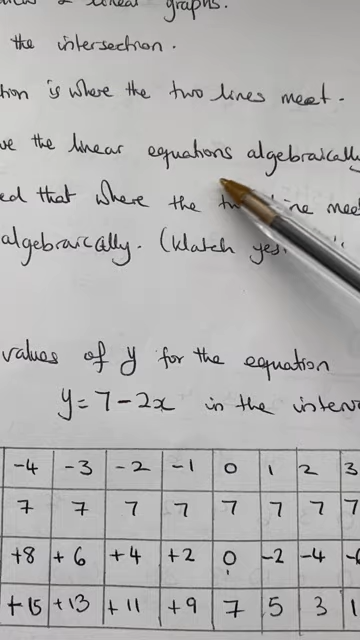 graphs.
the intersection.
is where the two lines meet.
the linear equations algebraically
that where the line
algebraically.
values of y for the equation
y = 7 - 2x in the
-4 -3 -2 -1 0 1 2 3
7 7 7 7 7 7 7 7
+8 +6 +4 +2 0 -2 -4
+15 +13 +11 +9 7 5 3 1